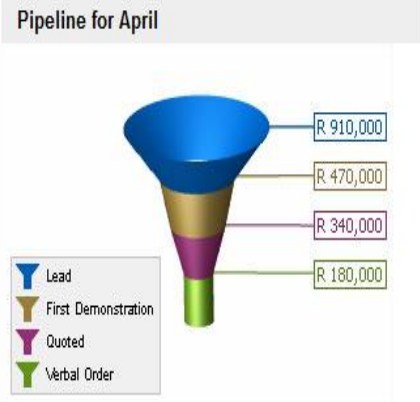 Pipeline for April
R 910,000
R 470,000
R 340,000
R 180,000
Lead
First Demonstration
Quoted
Verbal Order